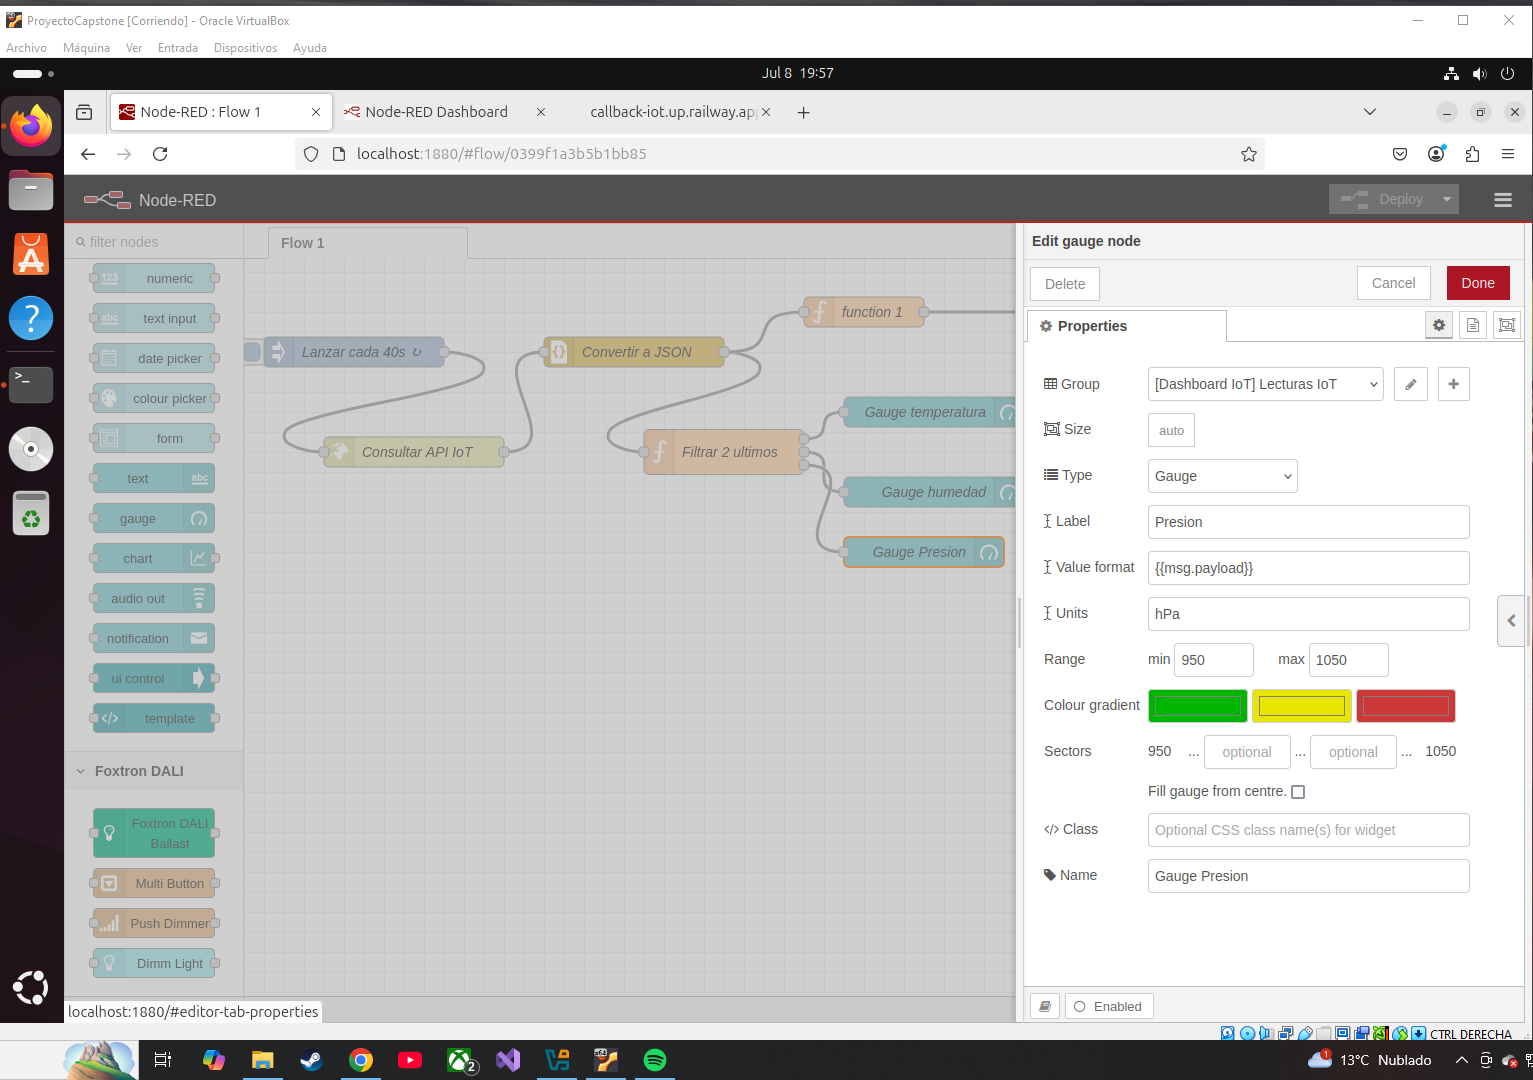 ProyectoCapstone [Corriendo] - Oracle VirtualBox
Archivo Máquina Ver Entrada Dispositivos Ayuda
Jul 8 19:57
Node-RED : Flow 1
Node-RED Dashboard
callback-iot.up.railway.app
localhost:1880/#flow/0399f1a3b5b1bb85
Node-RED
Deploy
filter nodes
Flow 1
Edit gauge node
Delete
Cancel
Done
Properties
123 numeric
abc text input
date picker
colour picker
form
text abc
gauge
chart
audio out
notification
ui control
template
Foxtron DALI
Foxtron DALI
Ballast
Multi Button
Push Dimmer
Dimm Light
Lanzar cada 40s ↻
Consultar API IoT
Convertir a JSON
function 1
Filtrar 2 ultimos
Gauge temperatura
Gauge humedad
Gauge Presion
Group [Dashboard IoT] Lecturas IoT
Size auto
Type Gauge
Label Presion
Value format {{msg.payload}}
Units hPa
Range min 950 max 1050
Colour gradient
Sectors 950 ... optional ... optional ... 1050
Fill gauge from centre.
Class Optional CSS class name(s) for widget
Name Gauge Presion
Enabled
localhost:1880/#editor-tab-properties
CTRL DERECHA
2
x64
1
13°C Nublado